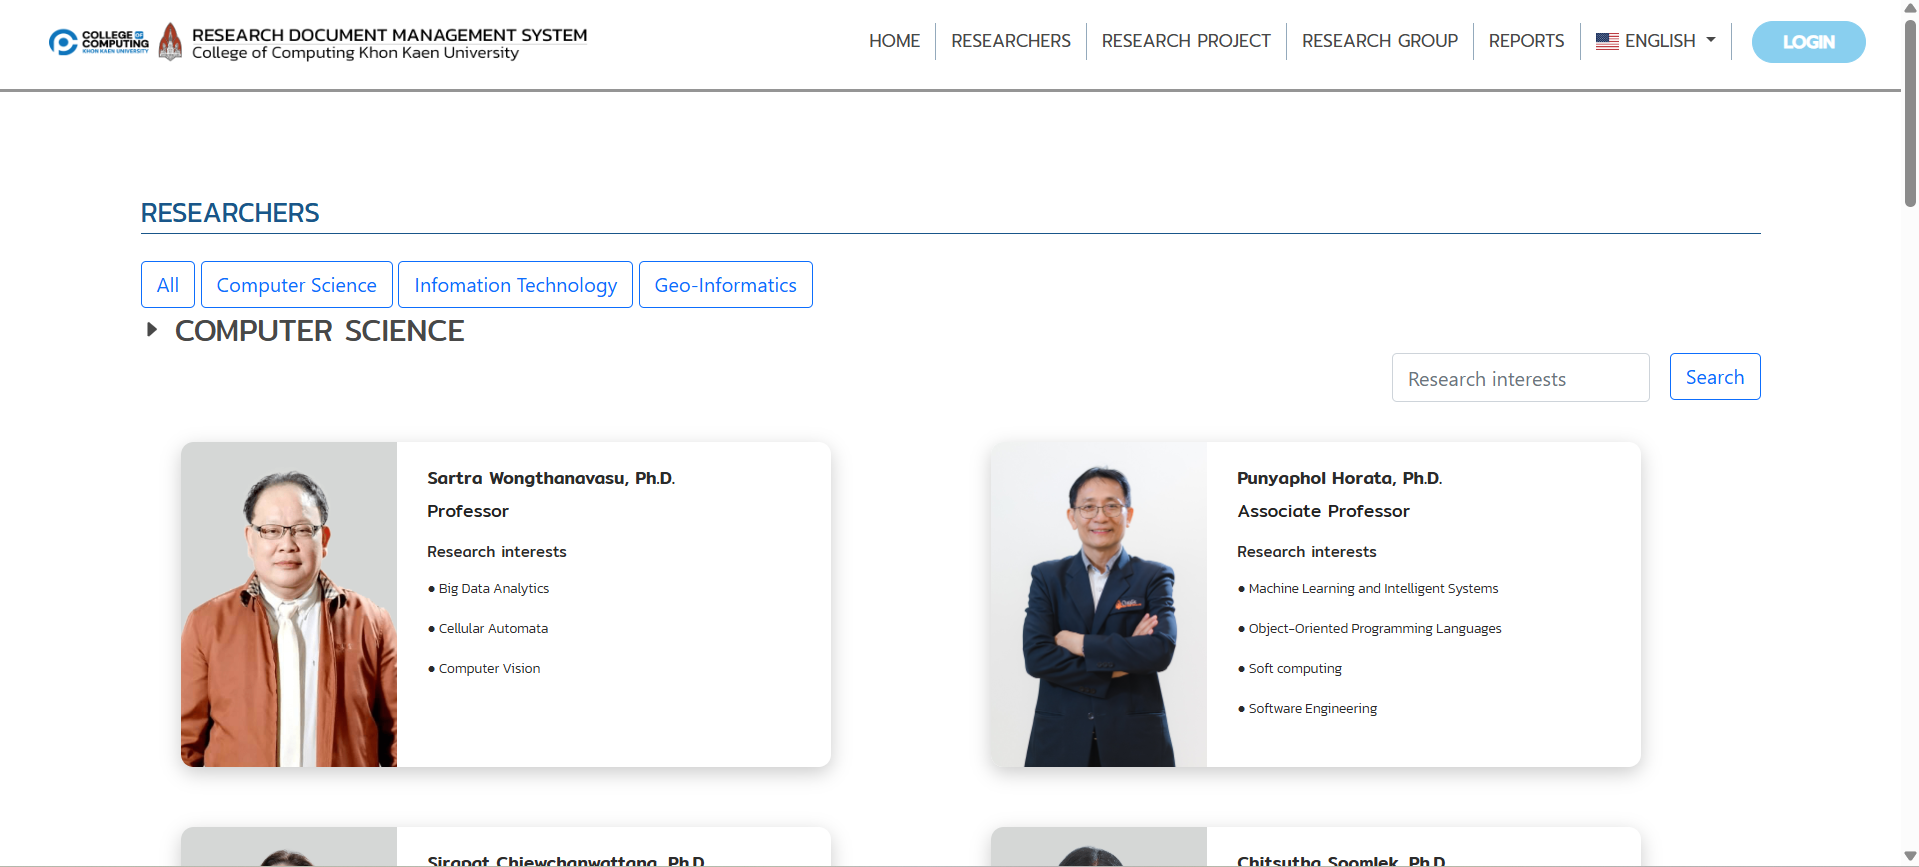 COLLEGE OF
COMPUTING
KHON KAEN UNIVERSITY
RESEARCH DOCUMENT MANAGEMENT SYSTEM
College of Computing Khon Kaen University
HOME
RESEARCHERS
RESEARCH PROJECT
RESEARCH GROUP
REPORTS
ENGLISH
LOGIN
RESEARCHERS
All
Computer Science
Infomation Technology
Geo-Informatics
COMPUTER SCIENCE
Research interests
Search
Sartra Wongthanavasu, Ph.D.
Professor
Research interests
● Big Data Analytics
● Cellular Automata
● Computer Vision
Punyaphol Horata, Ph.D.
Associate Professor
Research interests
● Machine Learning and Intelligent Systems
● Object-Oriented Programming Languages
● Soft computing
● Software Engineering
Sirapat Chiewchanwattana, Ph.D.
Chitsutha Soomlek, Ph.D.